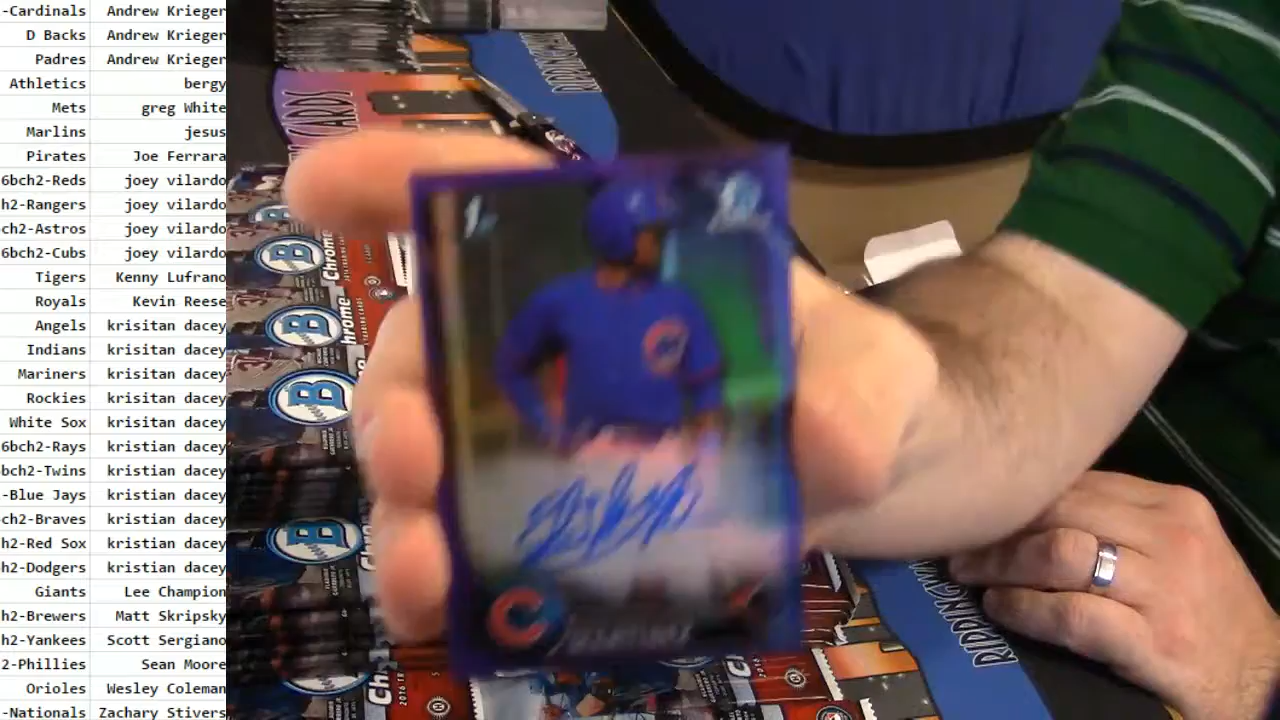 -Cardinals Andrew Krieger
D Backs Andrew Krieger
Padres Andrew Krieger
Athletics bergy
Mets greg White
Marlins jesus
Pirates Joe Ferrara
6bch2-Reds joey vilardo
h2-Rangers joey vilardo
ch2-Astros joey vilardo
6bch2-Cubs joey vilardo
Tigers Kenny Lufrano
Royals Kevin Reese
Angels krisitan dacey
Indians krisitan dacey
Mariners krisitan dacey
Rockies krisitan dacey
White Sox krisitan dacey
6bch2-Rays kristian dacey
bch2-Twins kristian dacey
-Blue Jays kristian dacey
ch2-Braves kristian dacey
h2-Red Sox kristian dacey
h2-Dodgers kristian dacey
Giants Lee Champion
h2-Brewers Matt Skripsky
h2-Yankees Scott Sergiano
2-Phillies Sean Moore
Orioles Wesley Coleman
-Nationals Zachary Stivers
CARDS
B Chrome
B hrome
B
B
RIPPINGWA